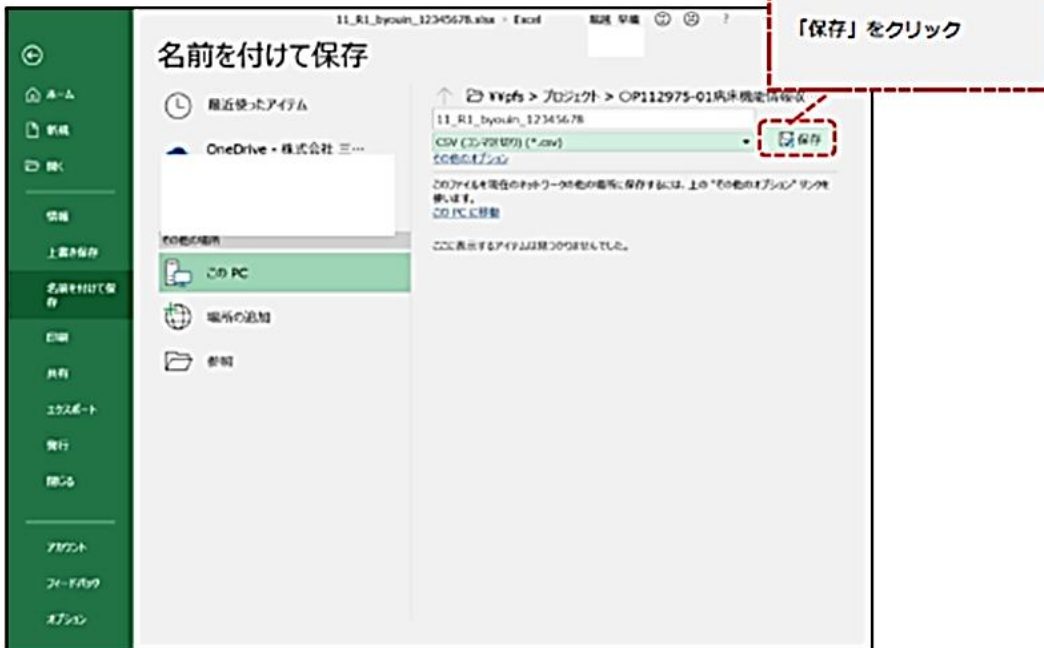 11_R1_byouin_12345678.xlsx - Excel
?
「保存」をクリック
名前を付けて保存
ホーム
新規
開く
情報
上書き保存
名前を付けて保
存
印刷
共有
エクスポート
発行
閉じる
アカウント
フィードバック
オプション
最近使ったアイテム
OneDrive - 株式会社 三…
その他の場所
この PC
場所の追加
参照
¥¥pfs > プロジェクト > OP112975-01病床機能情報収
11_R1_byouin_12345678
CSV (コンマ区切り) (*.csv)
保存
その他のオプション
このファイルを現在のネットワークの他の場所に保存するには、上の "その他のオプション" リンクを
使います。
この PC に移動
ここに表示するアイテムは見つかりませんでした。